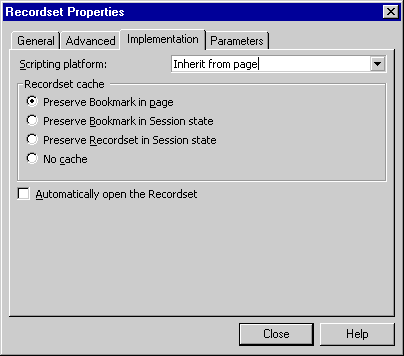 Recordset Properties
General Advanced Implementation Parameters
Scripting platform: Inherit from page
Recordset cache
Preserve Bookmark in page
Preserve Bookmark in Session state
Preserve Recordset in Session state
No cache
Automatically open the Recordset
Close Help